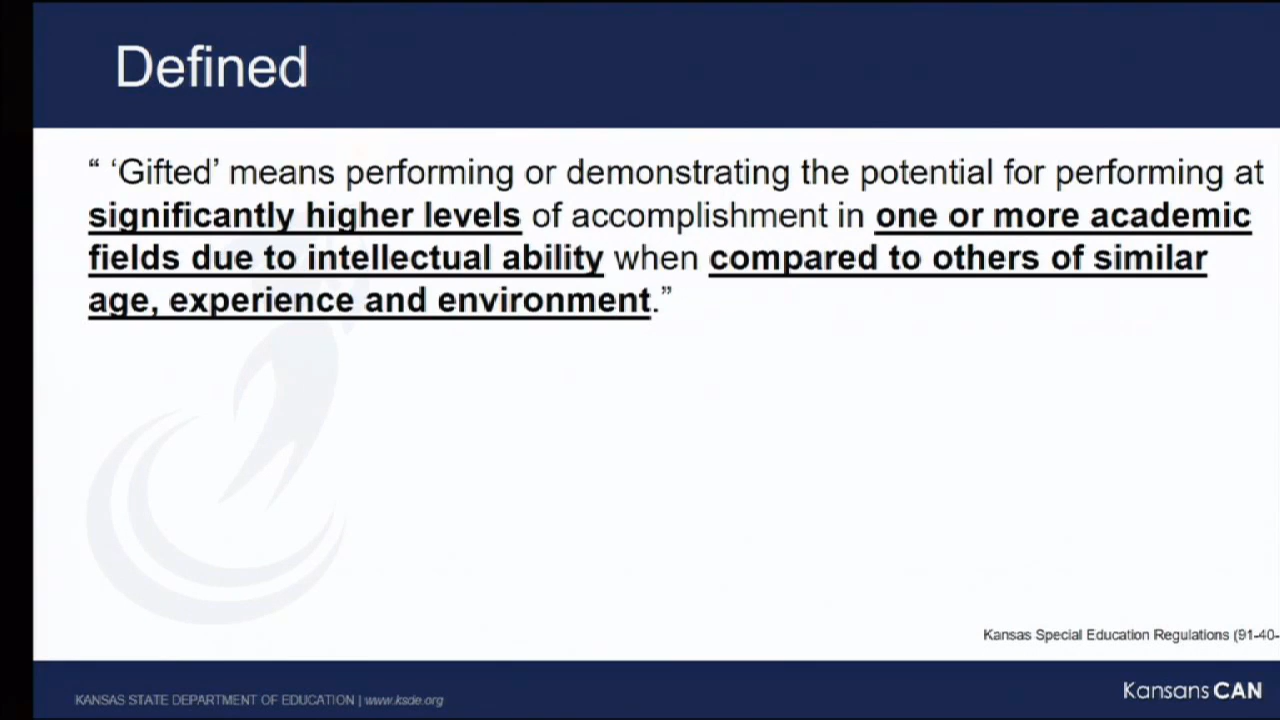 Defined
“ ‘Gifted’ means performing or demonstrating the potential for performing at
significantly higher levels of accomplishment in one or more academic
fields due to intellectual ability when compared to others of similar
age, experience and environment.”
Kansas Special Education Regulations (91-40-
KANSAS STATE DEPARTMENT OF EDUCATION | www.ksde.org
KansansCAN